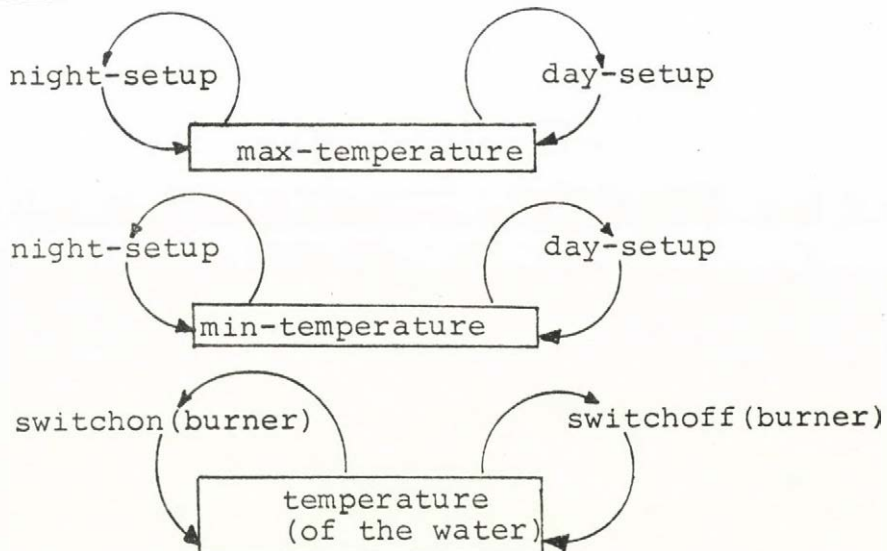 night-setup
day-setup
max-temperature
night-setup
day-setup
min-temperature
switchon(burner)
switchoff(burner)
temperature
(of the water)